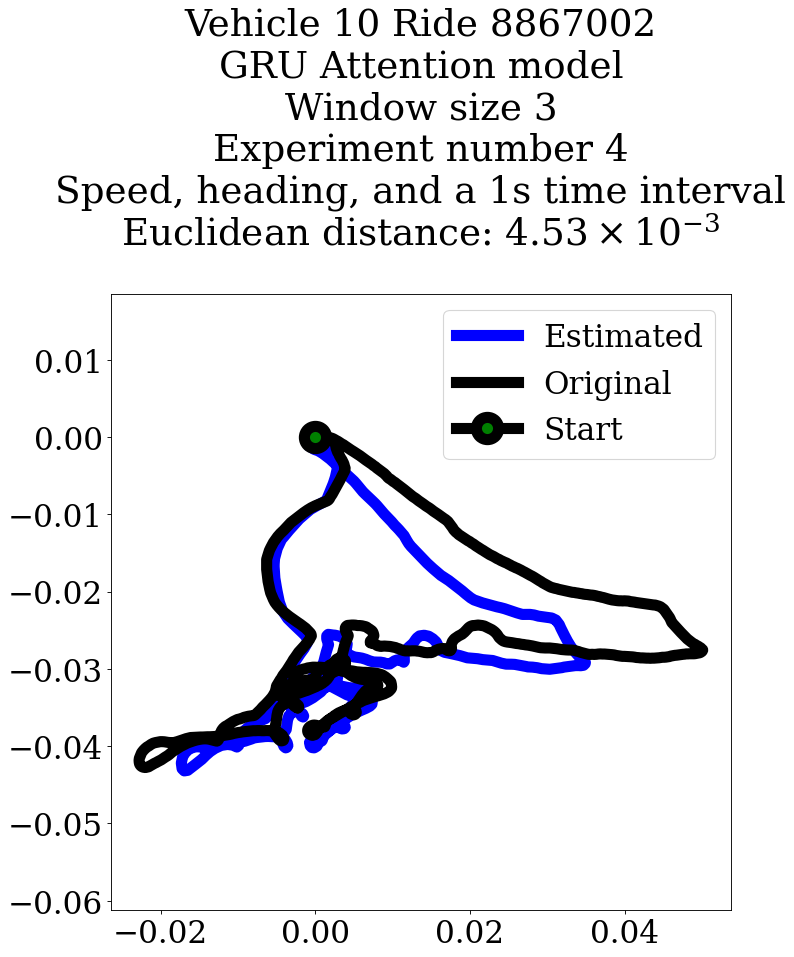 Vehicle 10 Ride 8867002
GRU Attention model
Window size 3
Experiment number 4
Speed, heading, and a 1s time interval
Euclidean distance: 4.53 × 10⁻³
Estimated
Original
Start
0.01
0.00
−0.01
−0.02
−0.03
−0.04
−0.05
−0.06
−0.02 0.00 0.02 0.04